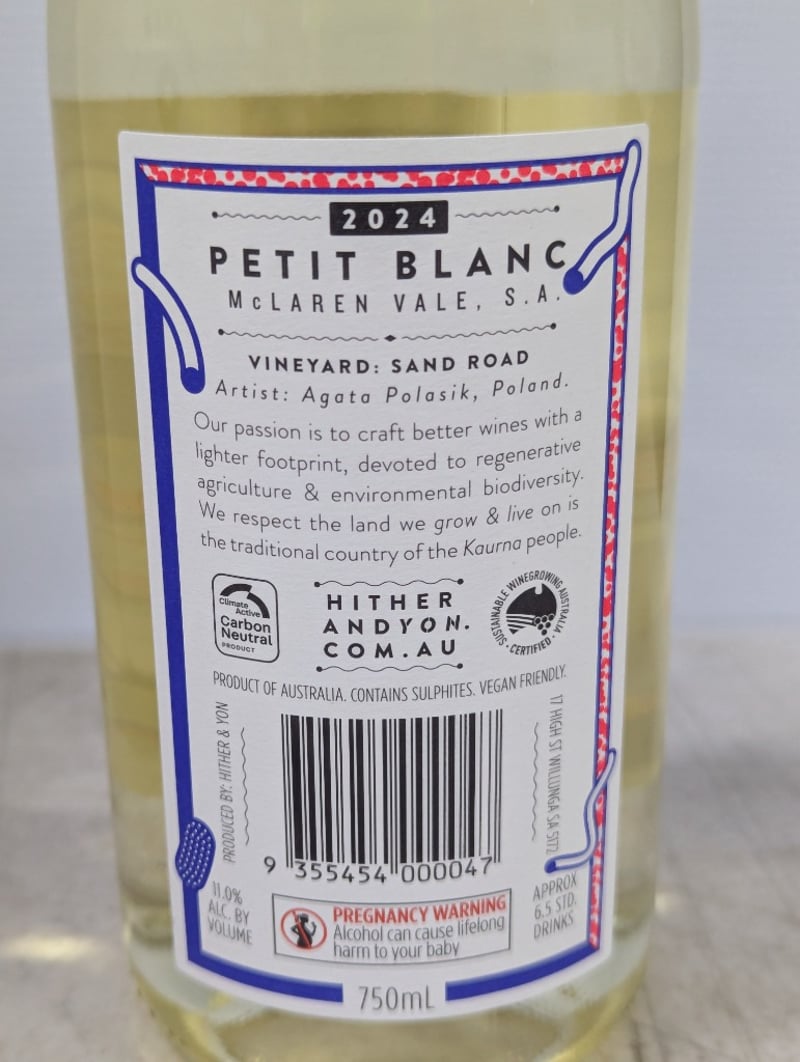 2024
PETIT BLANC
McLAREN VALE, S.A.
VINEYARD: SAND ROAD
Artist: Agata Polasik, Poland.
Our passion is to craft better wines with a
lighter footprint, devoted to regenerative
agriculture & environmental biodiversity.
We respect the land we grow & live on is
the traditional country of the Kaurna people.
Climate
Active
Carbon
Neutral
PRODUCT
HITHER
ANDYON.
COM.AU
SUSTAINABLE WINEGROWING AUSTRALIA
· CERTIFIED ·
PRODUCT OF AUSTRALIA. CONTAINS SULPHITES. VEGAN FRIENDLY.
PRODUCED BY: HITHER & YON
17 HIGH ST WILLUNGA SA 5172
9 355454 000047
11.0%
ALC. BY
VOLUME
PREGNANCY WARNING
Alcohol can cause lifelong
harm to your baby
APPROX
6.5 STD.
DRINKS
750mL